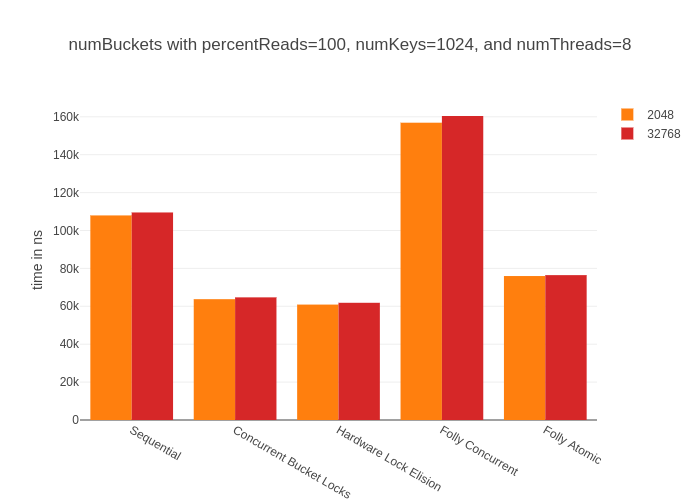 numBuckets with percentReads=100, numKeys=1024, and numThreads=8
2048
32768
160k
140k
120k
100k
80k
60k
40k
20k
0
time in ns
Sequential
Concurrent Bucket Locks
Hardware Lock Elision
Folly Concurrent
Folly Atomic